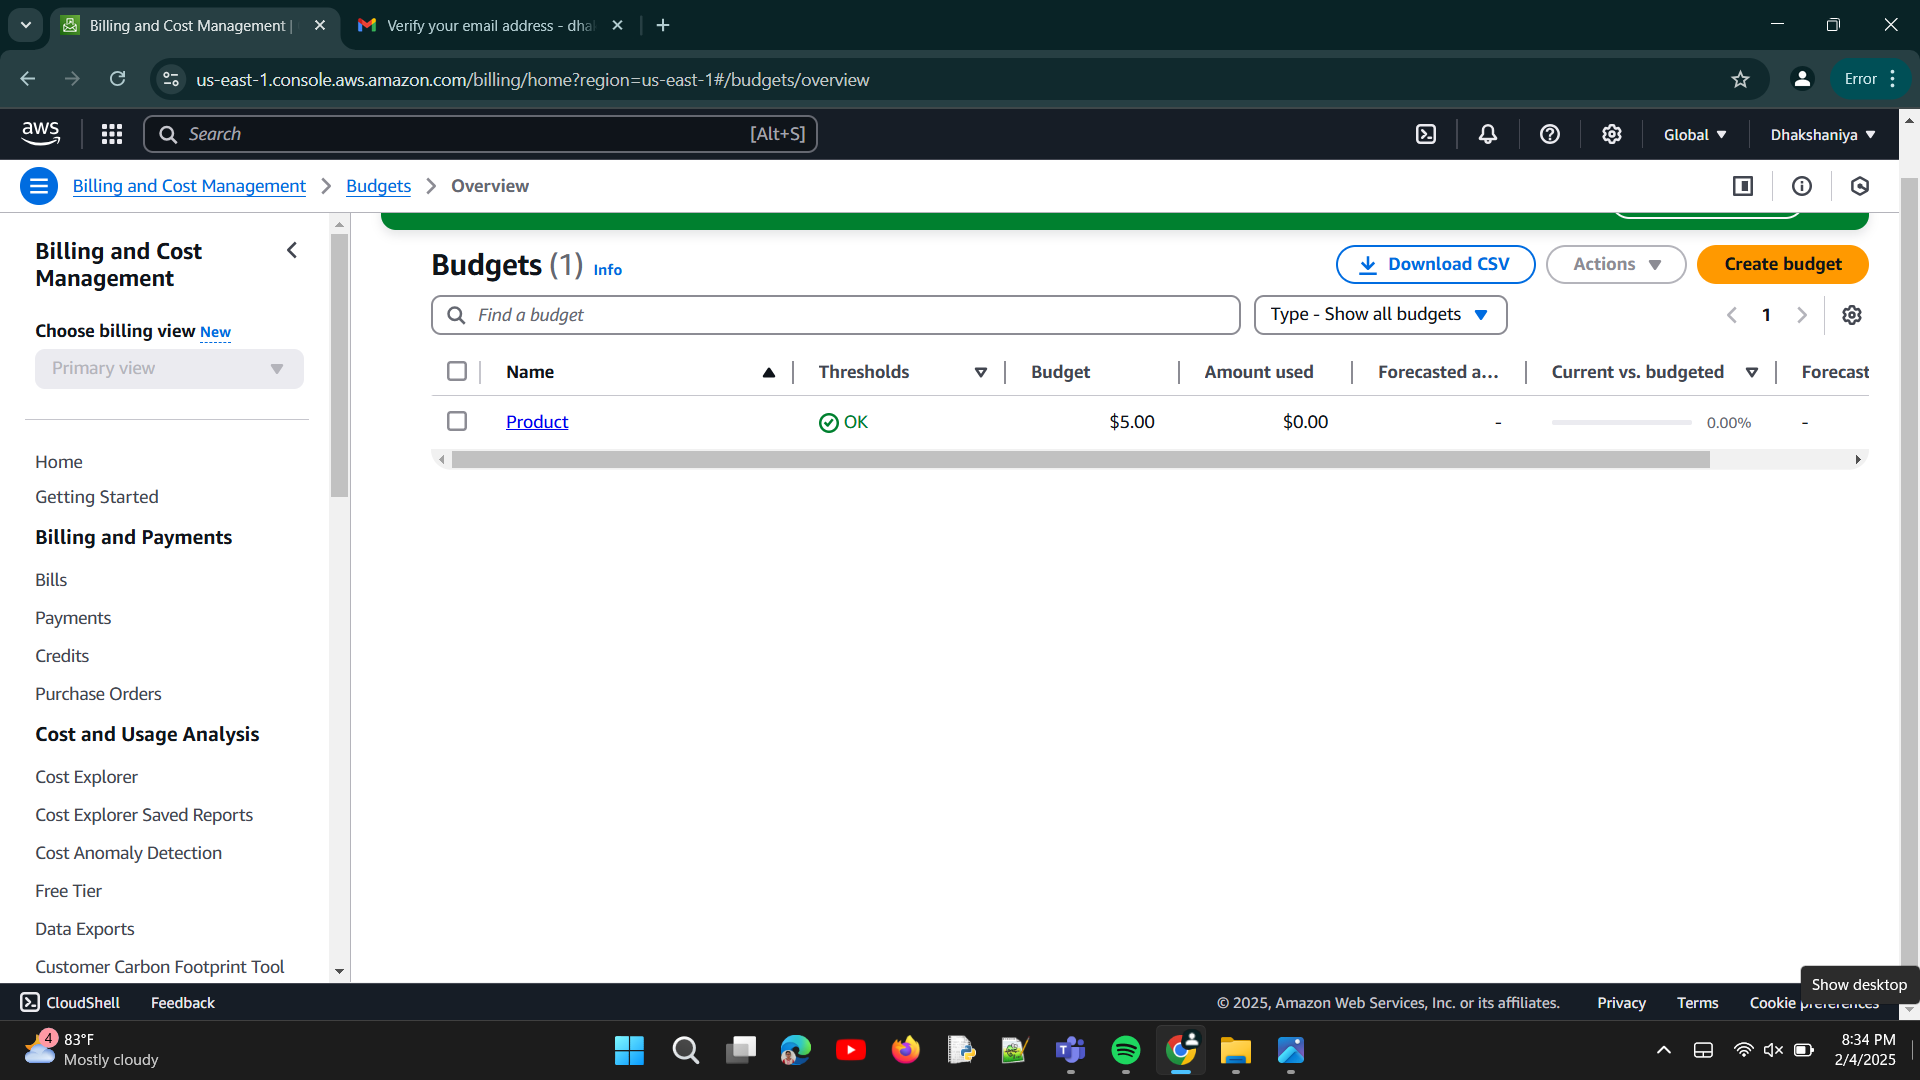 Billing and Cost Management |
Verify your email address - dha
us-east-1.console.aws.amazon.com/billing/home?region=us-east-1#/budgets/overview
Error
aws
Search
[Alt+S]
Global
Dhakshaniya
Billing and Cost Management
Budgets
Overview
Billing and Cost
Management
Choose billing view New
Primary view
Home
Getting Started
Billing and Payments
Bills
Payments
Credits
Purchase Orders
Cost and Usage Analysis
Cost Explorer
Cost Explorer Saved Reports
Cost Anomaly Detection
Free Tier
Data Exports
Customer Carbon Footprint Tool
Budgets (1) Info
Download CSV
Actions
Create budget
Find a budget
Type - Show all budgets
1
Name Thresholds Budget Amount used Forecasted a... Current vs. budgeted Forecast
Product OK $5.00 $0.00 - 0.00% -
CloudShell
Feedback
© 2025, Amazon Web Services, Inc. or its affiliates.
Privacy
Terms
Cookie preferences
Show desktop
4
83°F
Mostly cloudy
8:34 PM
2/4/2025